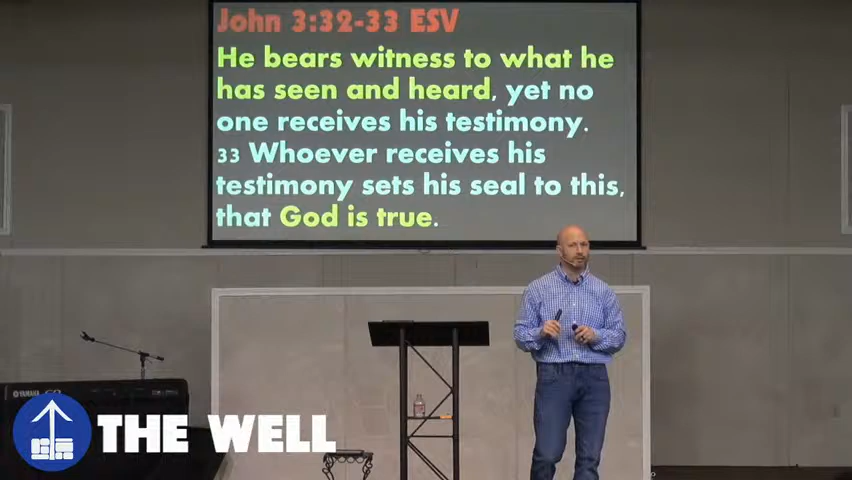 John 3:32-33 ESV
He bears witness to what he
has seen and heard, yet no
one receives his testimony.
33 Whoever receives his
testimony sets his seal to this,
that God is true.
YAMAHA
THE WELL